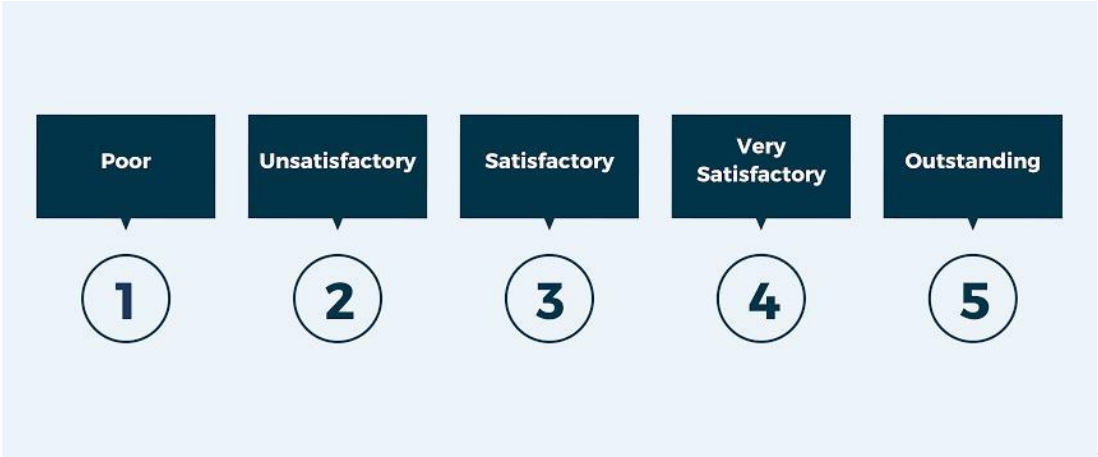 Poor
Unsatisfactory
Satisfactory
Very
Satisfactory
Outstanding
1
2
3
4
5